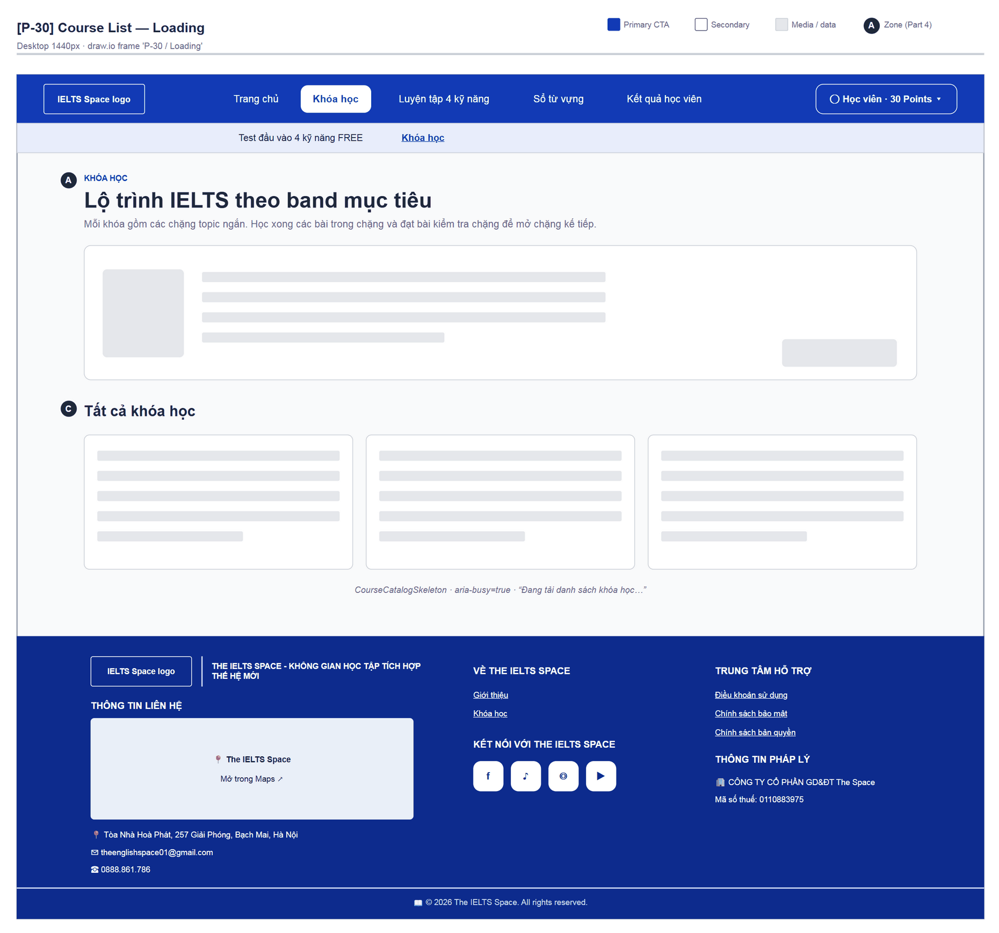 [P-30] Course List — Loading
Desktop 1440px · draw.io frame 'P-30 / Loading'
Primary CTA
Secondary
Media / data
A Zone (Part 4)
IELTS Space logo
Trang chủ
Khóa học
Luyện tập 4 kỹ năng
Sổ từ vựng
Kết quả học viên
Học viên · 30 Points ▾
Test đầu vào 4 kỹ năng FREE
Khóa học
A
KHÓA HỌC
Lộ trình IELTS theo band mục tiêu
Mỗi khóa gồm các chặng topic ngắn. Học xong các bài trong chặng và đạt bài kiểm tra chặng để mở chặng kế tiếp.
C
Tất cả khóa học
CourseCatalogSkeleton · aria-busy=true · “Đang tải danh sách khóa học…”
IELTS Space logo
THE IELTS SPACE - KHÔNG GIAN HỌC TẬP TÍCH HỢP
THẾ HỆ MỚI
THÔNG TIN LIÊN HỆ
📍 The IELTS Space
Mở trong Maps ↗
📍 Tòa Nhà Hoà Phát, 257 Giải Phóng, Bạch Mai, Hà Nội
✉ theenglishspace01@gmail.com
☎ 0888.861.786
VỀ THE IELTS SPACE
Giới thiệu
Khóa học
KẾT NỐI VỚI THE IELTS SPACE
f ♪ ◎ ▶
TRUNG TÂM HỖ TRỢ
Điều khoản sử dụng
Chính sách bảo mật
Chính sách bản quyền
THÔNG TIN PHÁP LÝ
🏢 CÔNG TY CỔ PHẦN GD&ĐT The Space
Mã số thuế: 0110883975
📖 © 2026 The IELTS Space. All rights reserved.